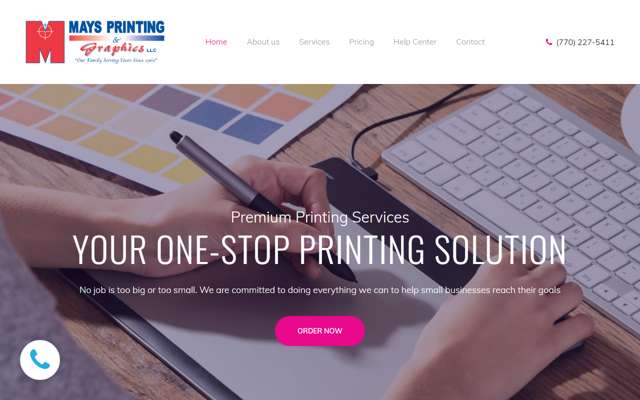 MAYS PRINTING
&
Graphics LLC
"Our Family Serving Yours Since 1968"
Home About us Services Pricing Help Center Contact
(770) 227-5411
Premium Printing Services
YOUR ONE-STOP PRINTING SOLUTION
No job is too big or too small. We are committed to doing everything we can to help small businesses reach their goals
ORDER NOW